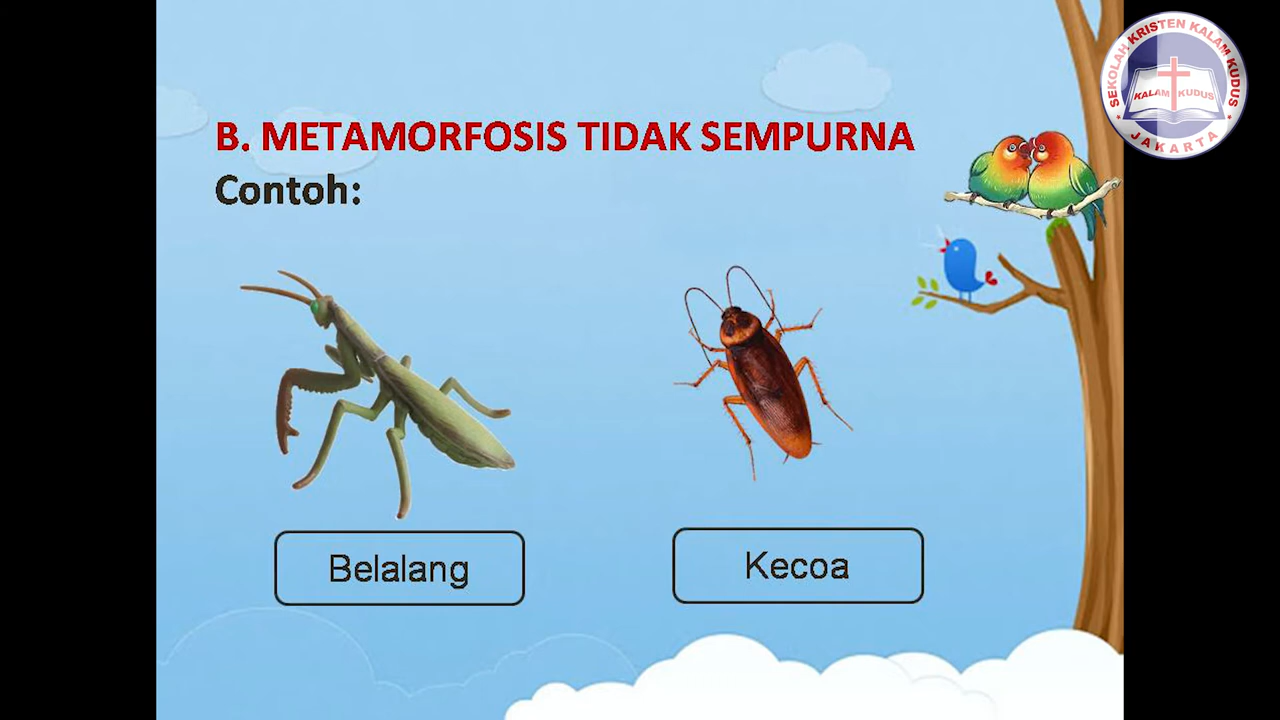 B. METAMORFOSIS TIDAK SEMPURNA
Contoh:
Belalang
Kecoa
SEKOLAH KRISTEN KALAM KUDUS
KALAM KUDUS
JAKARTA